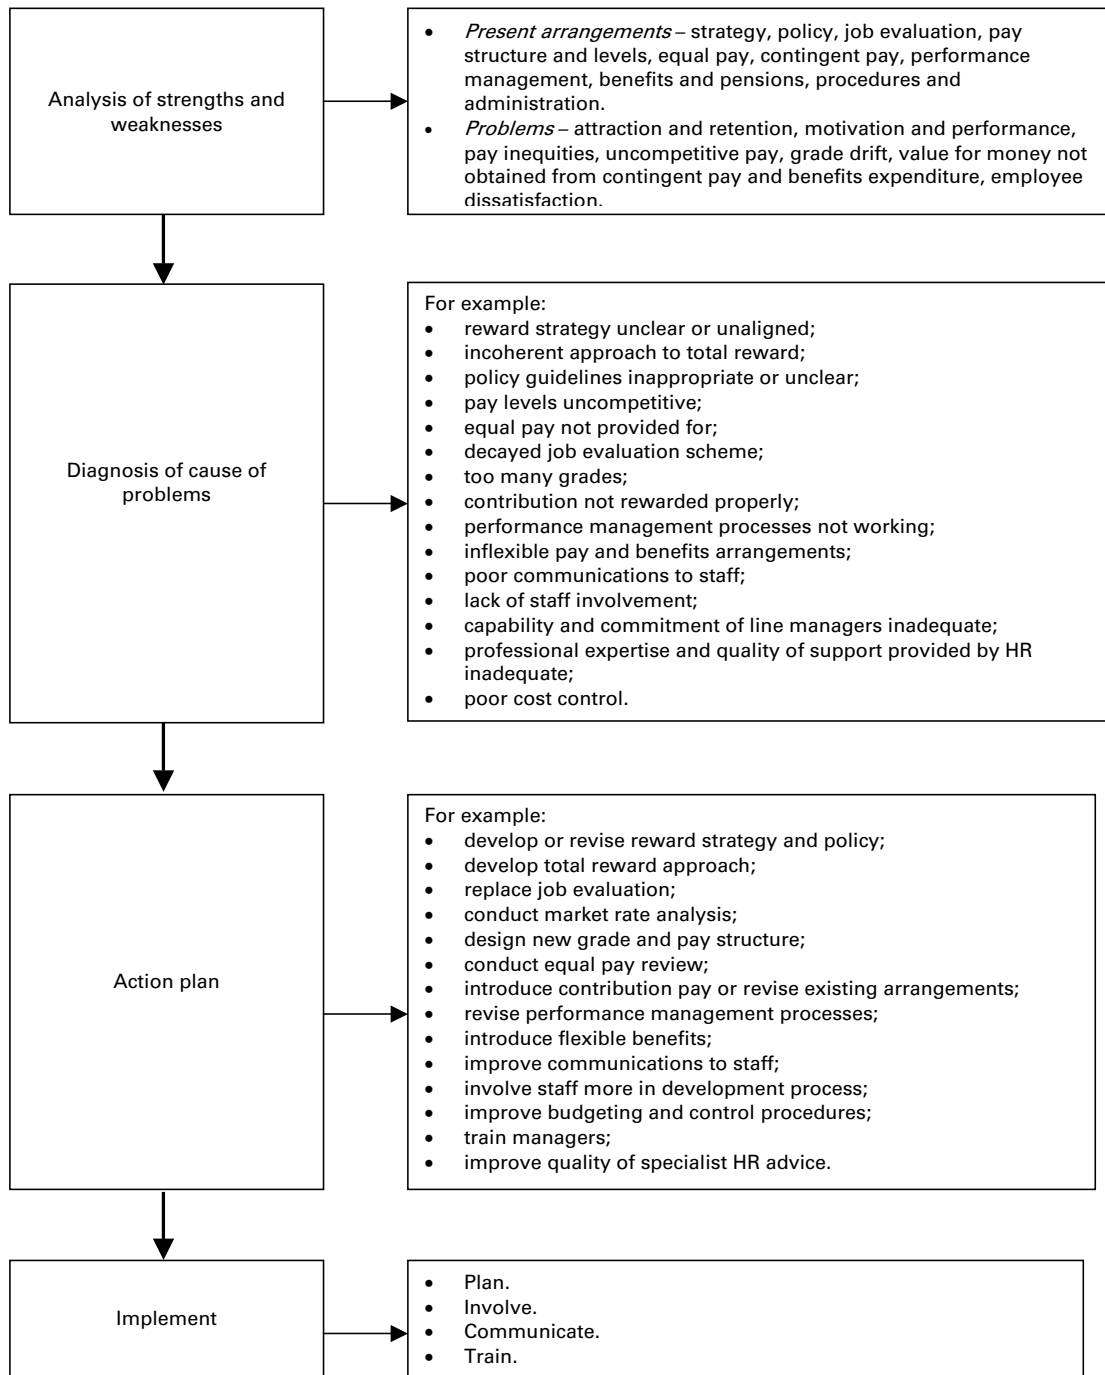 Analysis of strengths and
weaknesses
• Present arrangements – strategy, policy, job evaluation, pay
structure and levels, equal pay, contingent pay, performance
management, benefits and pensions, procedures and
administration.
• Problems – attraction and retention, motivation and performance,
pay inequities, uncompetitive pay, grade drift, value for money not
obtained from contingent pay and benefits expenditure, employee
dissatisfaction.
Diagnosis of cause of
problems
For example:
• reward strategy unclear or unaligned;
• incoherent approach to total reward;
• policy guidelines inappropriate or unclear;
• pay levels uncompetitive;
• equal pay not provided for;
• decayed job evaluation scheme;
• too many grades;
• contribution not rewarded properly;
• performance management processes not working;
• inflexible pay and benefits arrangements;
• poor communications to staff;
• lack of staff involvement;
• capability and commitment of line managers inadequate;
• professional expertise and quality of support provided by HR
inadequate;
• poor cost control.
Action plan
For example:
• develop or revise reward strategy and policy;
• develop total reward approach;
• replace job evaluation;
• conduct market rate analysis;
• design new grade and pay structure;
• conduct equal pay review;
• introduce contribution pay or revise existing arrangements;
• revise performance management processes;
• introduce flexible benefits;
• improve communications to staff;
• involve staff more in development process;
• improve budgeting and control procedures;
• train managers;
• improve quality of specialist HR advice.
Implement
• Plan.
• Involve.
• Communicate.
• Train.